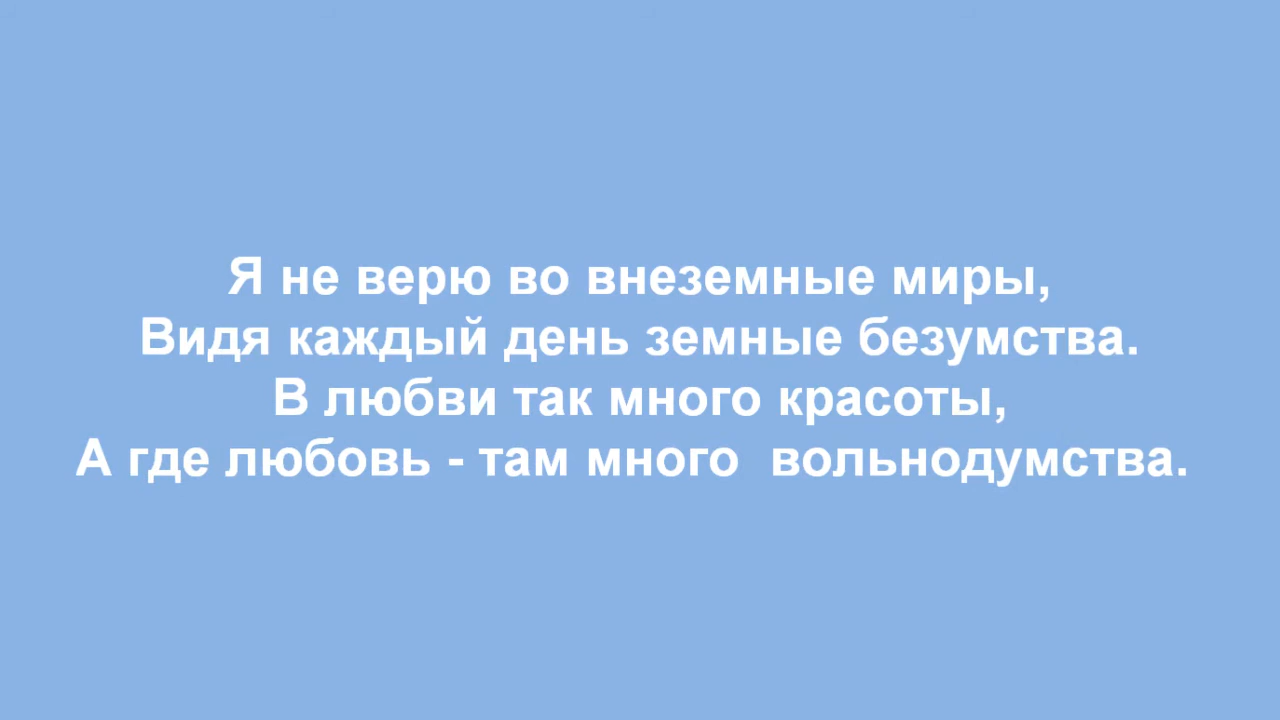 Я не верю во внеземные миры,
Видя каждый день земные безумства.
В любви так много красоты,
А где любовь - там много  вольнодумства.